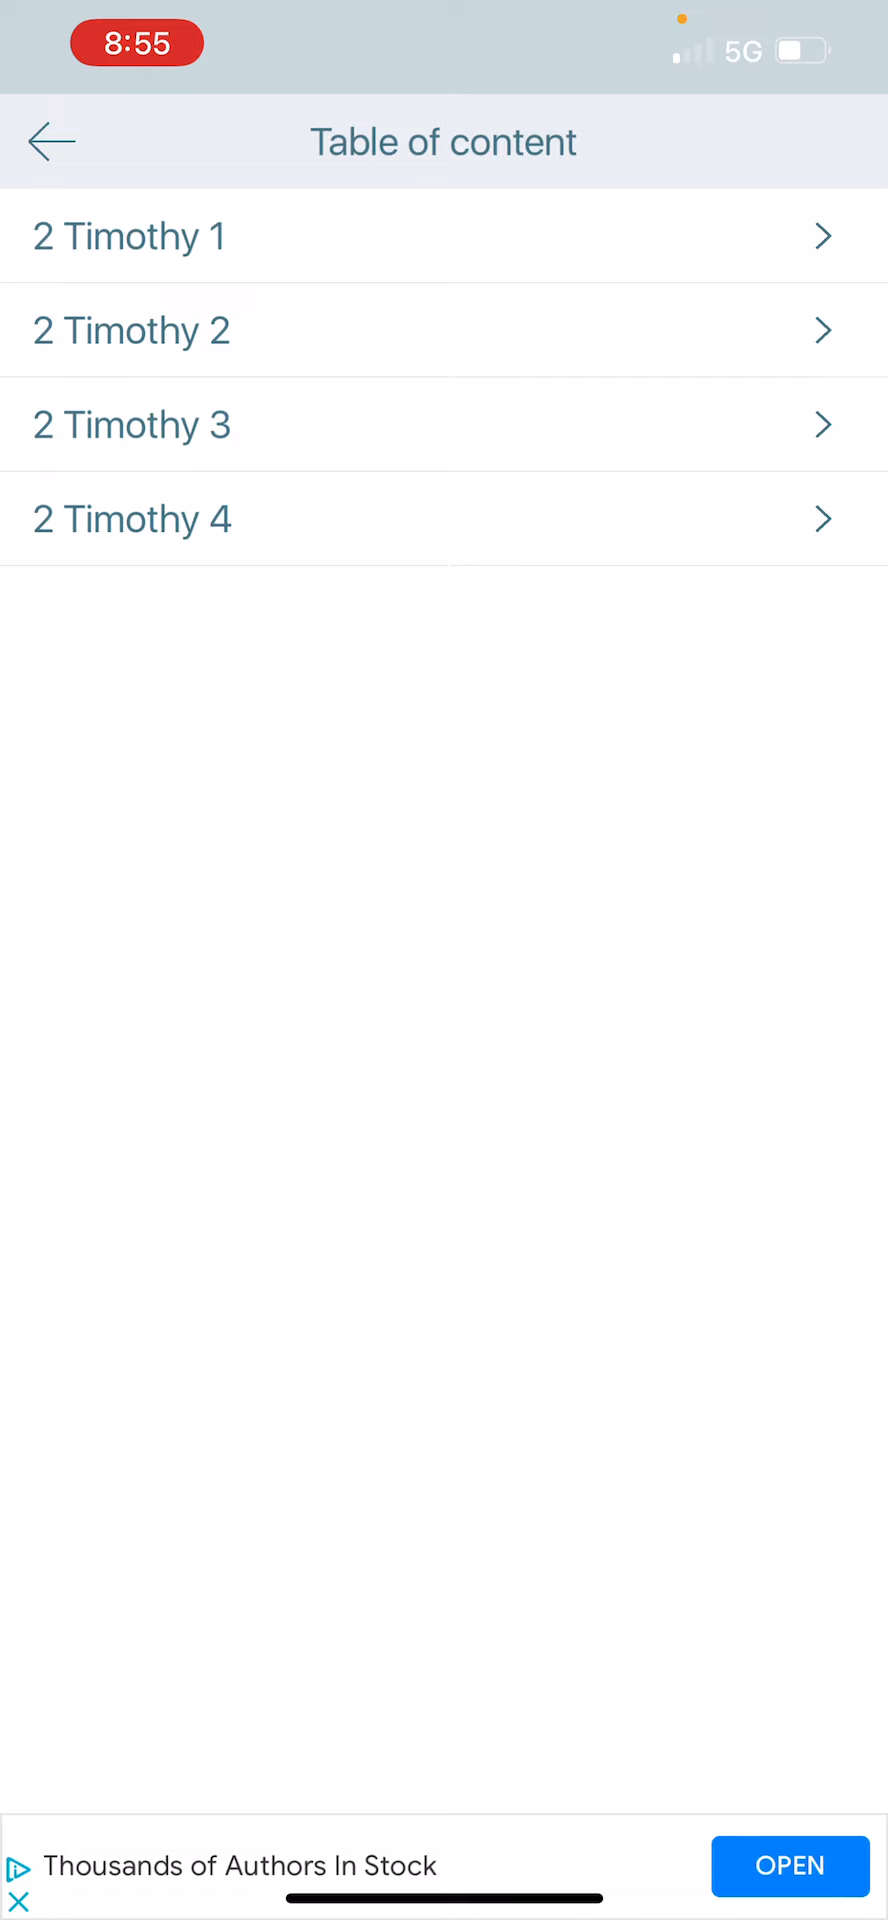 8:55
5G
Table of content
2 Timothy 1
2 Timothy 2
2 Timothy 3
2 Timothy 4
Thousands of Authors In Stock
OPEN